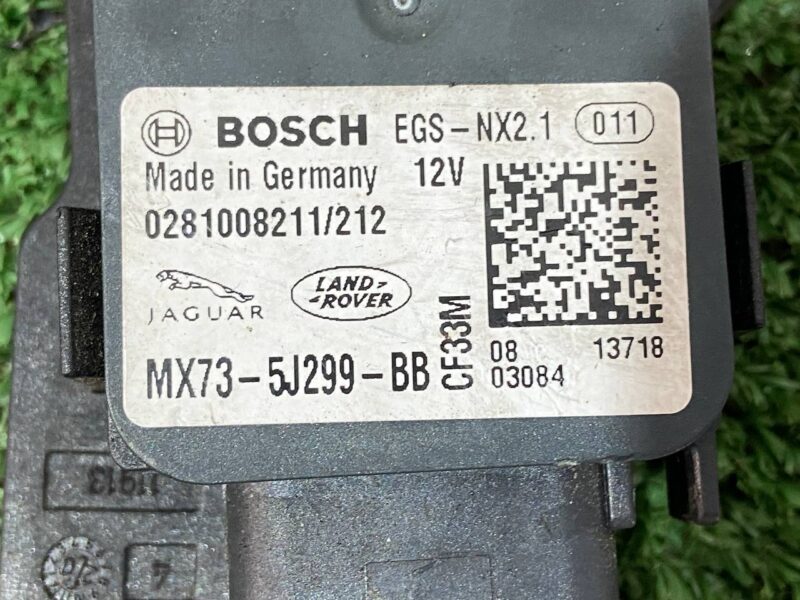 BOSCH EGS-NX2.1 011
Made in Germany 12V
0281008211/212
JAGUAR LAND ROVER
MX73-5J299-BB
CF33M
08 13718
03084
4